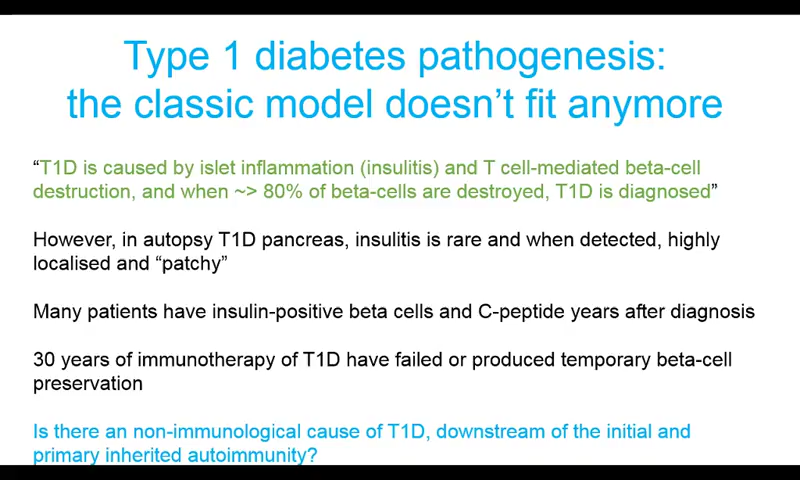 Type 1 diabetes pathogenesis:
the classic model doesn't fit anymore
“T1D is caused by islet inflammation (insulitis) and T cell-mediated beta-cell
destruction, and when ~> 80% of beta-cells are destroyed, T1D is diagnosed”
However, in autopsy T1D pancreas, insulitis is rare and when detected, highly
localised and “patchy”
Many patients have insulin-positive beta cells and C-peptide years after diagnosis
30 years of immunotherapy of T1D have failed or produced temporary beta-cell
preservation
Is there an non-immunological cause of T1D, downstream of the initial and
primary inherited autoimmunity?